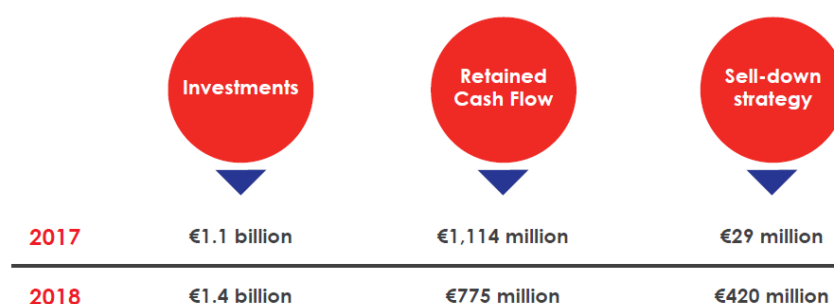 Investments
Retained
Cash Flow
Sell-down
strategy
2017 €1.1 billion €1,114 million €29 million
2018 €1.4 billion €775 million €420 million